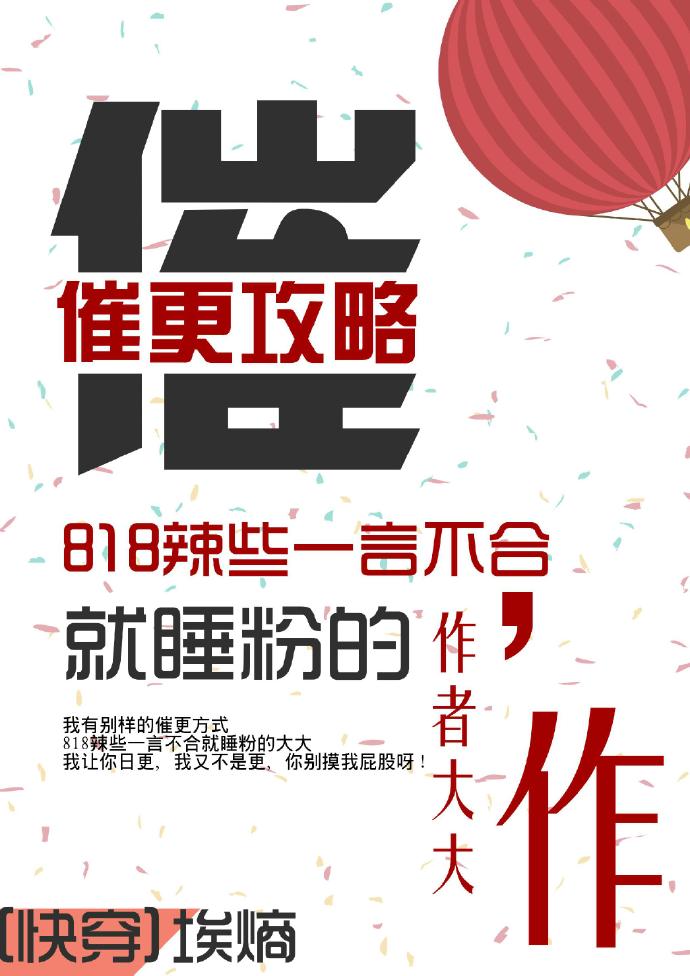 催
催更攻略
818辣些一言不合
就睡粉的
，
作者大大
作
我有别样的催更方式
818辣些一言不合就睡粉的大大
我让你日更，我又不是更，你别摸我屁股呀！
【快穿】埃熵